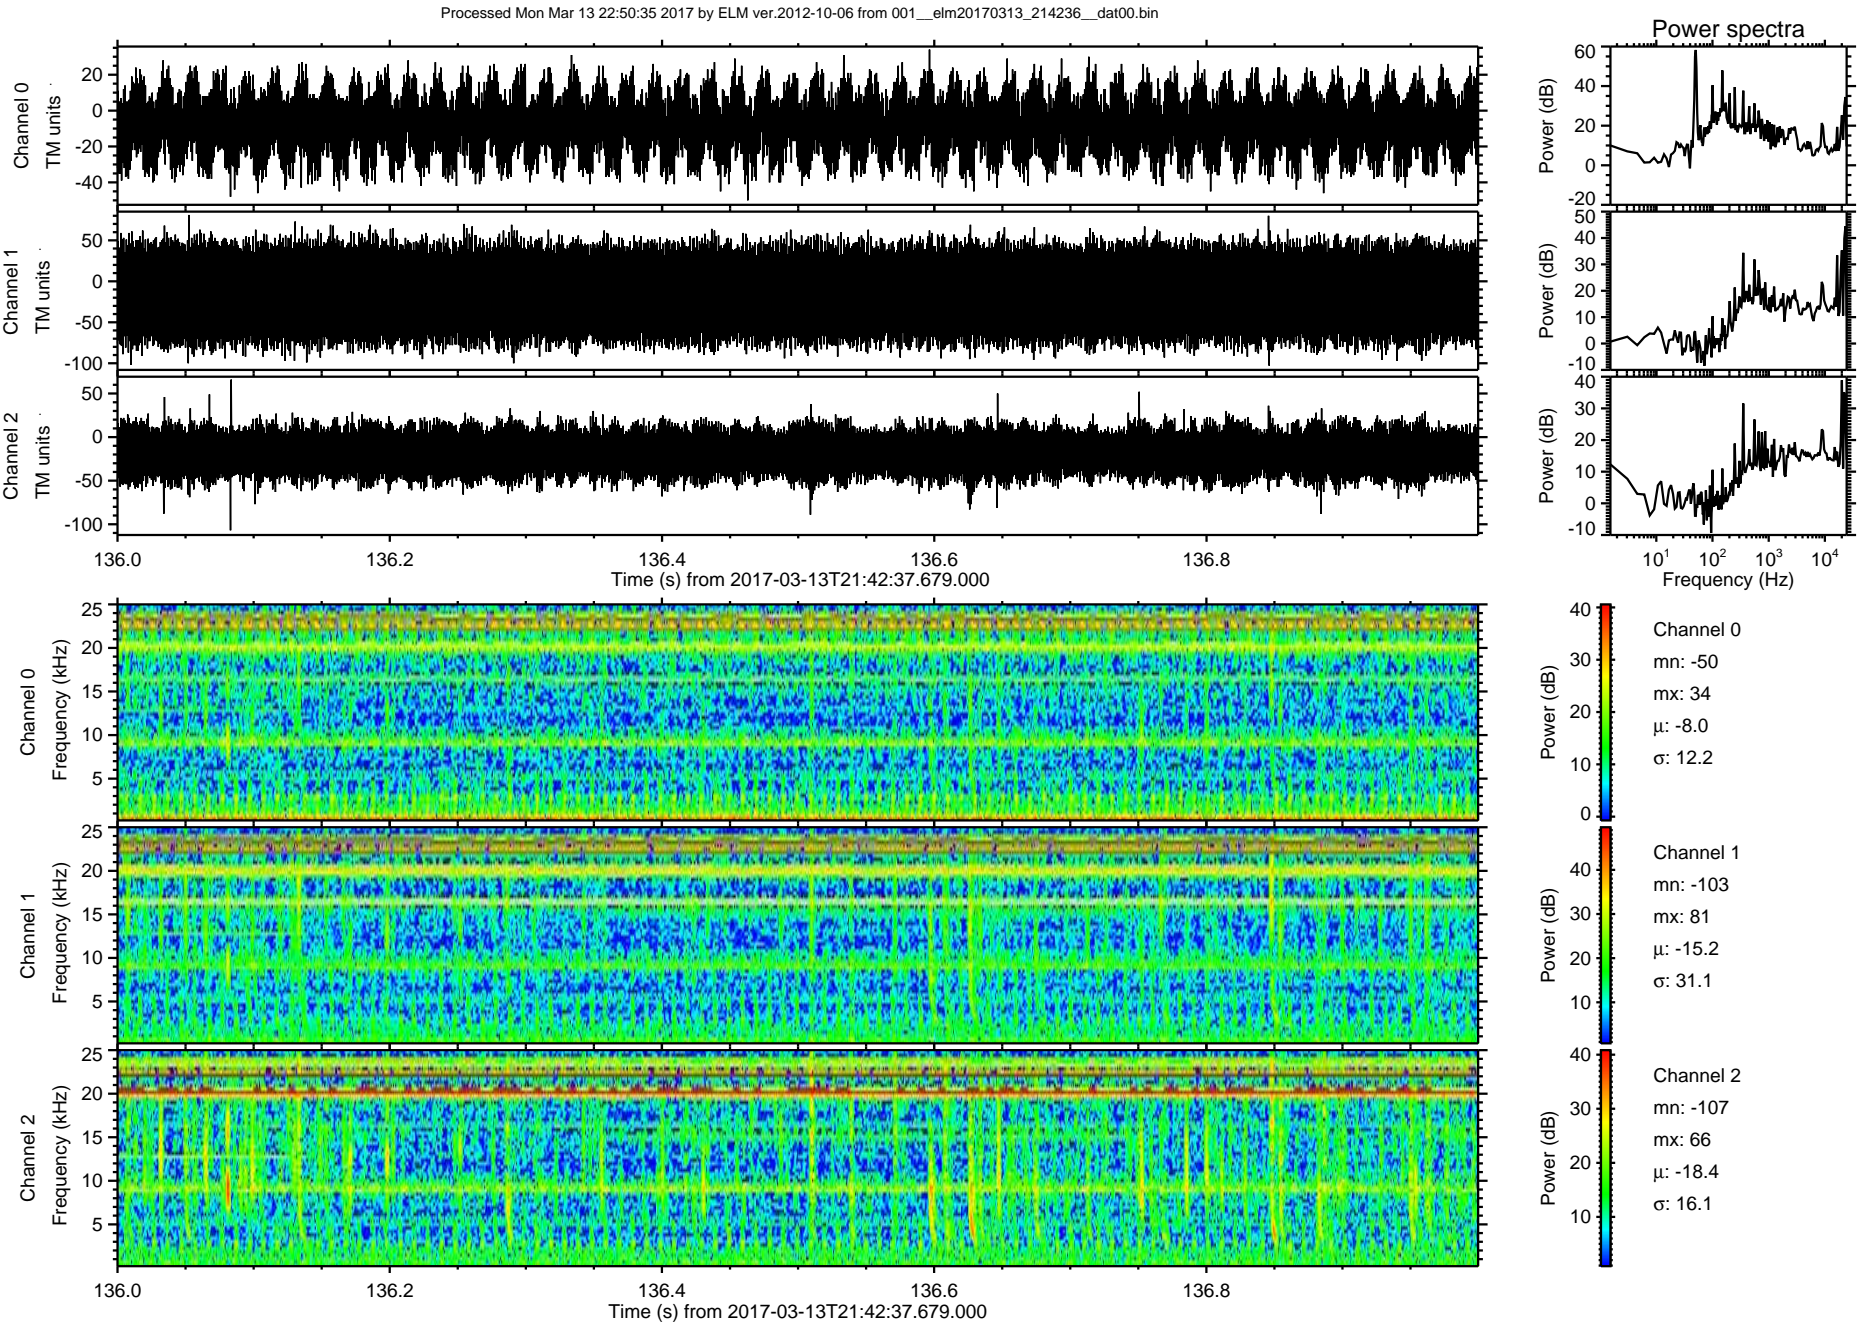 Processed Mon Mar 13 22:50:35 2017 by ELM ver.2012-10-06 from 001__elm20170313_214236__dat00.bin
Power spectra
Channel 0
TM units
20
0
-20
-40
Power (dB)
60
40
20
0
-20
Channel 1
TM units
50
0
-50
-100
Power (dB)
50
40
30
20
10
0
-10
Channel 2
TM units
50
0
-50
-100
Power (dB)
40
30
20
10
0
-10
136.0 136.2 136.4 136.6 136.8
Time (s) from 2017-03-13T21:42:37.679.000
10¹ 10² 10³ 10⁴
Frequency (Hz)
Channel 0
Frequency (kHz)
25
20
15
10
5
Power (dB)
40
30
20
10
0
Channel 0
mn: -50
mx: 34
μ: -8.0
σ: 12.2
Channel 1
Frequency (kHz)
25
20
15
10
5
Power (dB)
40
30
20
10
Channel 1
mn: -103
mx: 81
μ: -15.2
σ: 31.1
Channel 2
Frequency (kHz)
25
20
15
10
5
Power (dB)
40
30
20
10
Channel 2
mn: -107
mx: 66
μ: -18.4
σ: 16.1
136.0 136.2 136.4 136.6 136.8
Time (s) from 2017-03-13T21:42:37.679.000